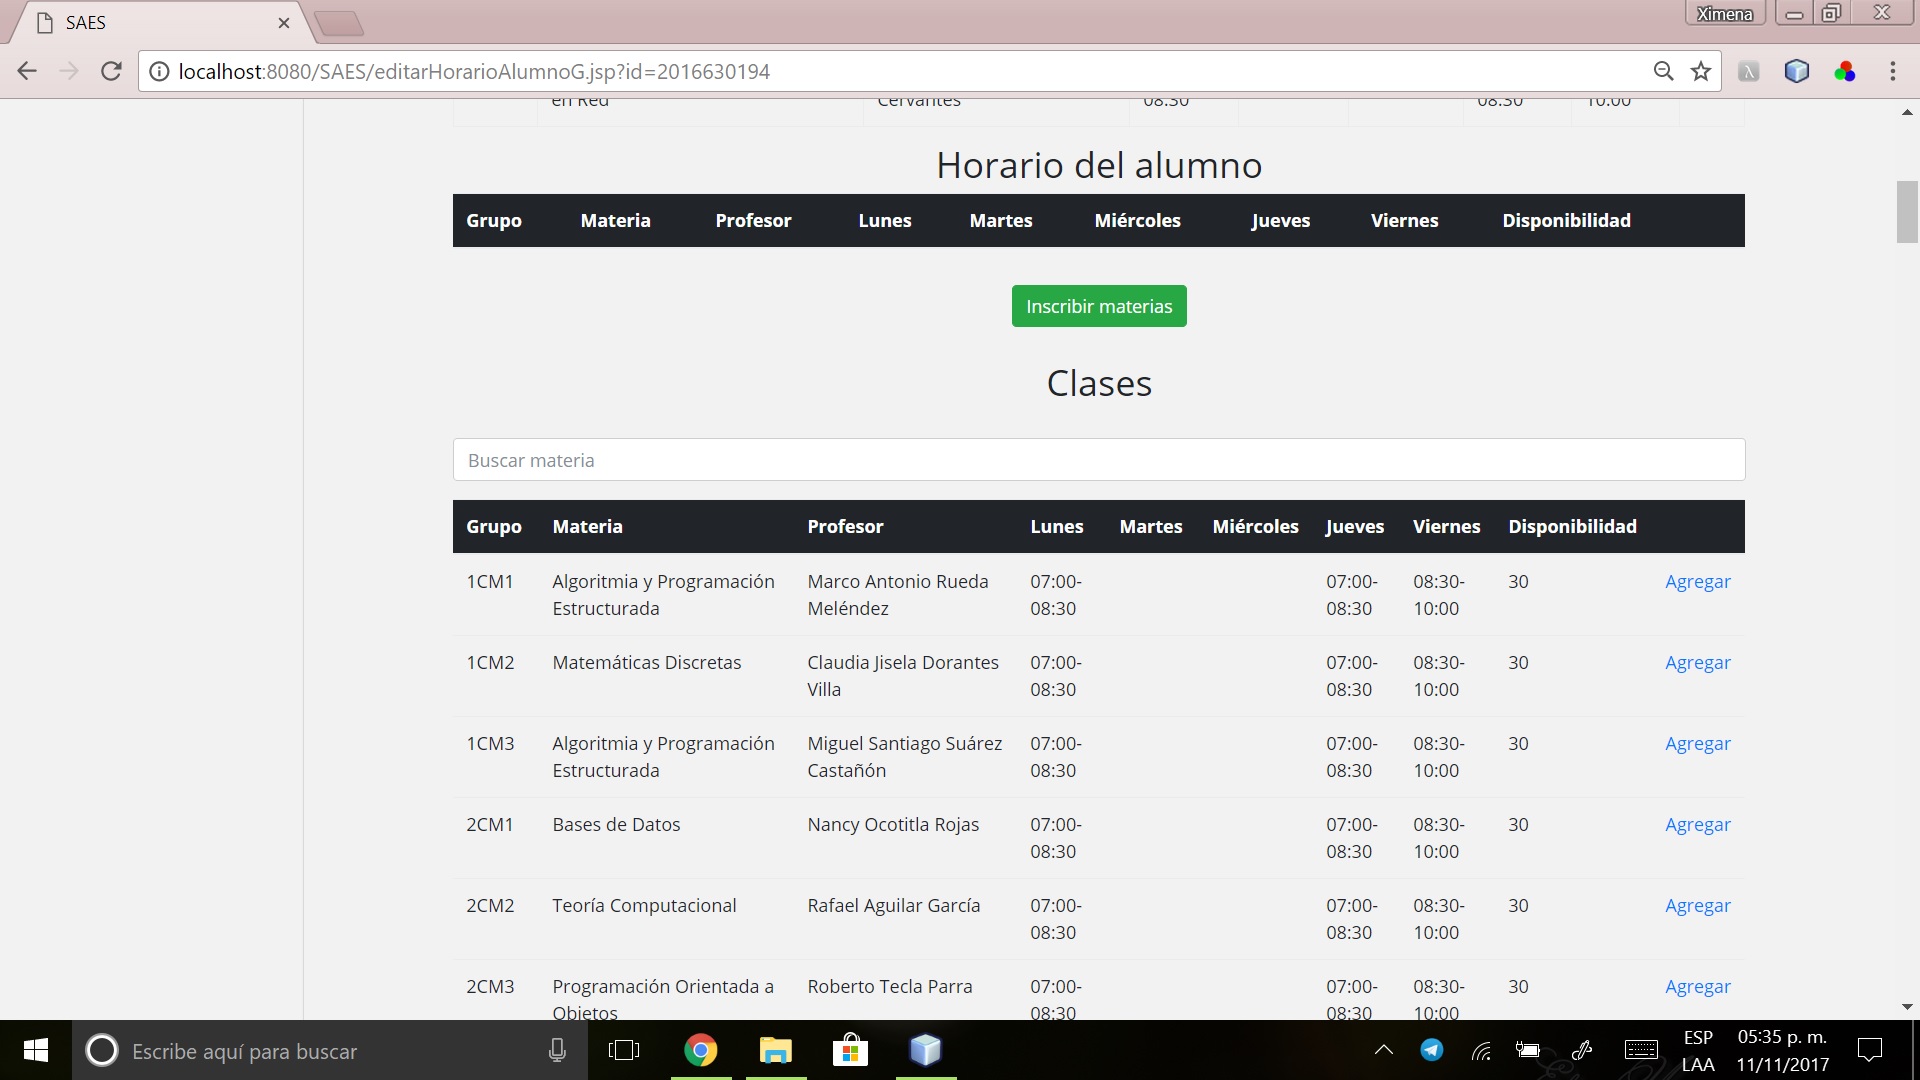 SAES
Ximena
localhost:8080/SAES/editarHorarioAlumnoG.jsp?id=2016630194
en Red Cervantes 08:30 08:30 10:00
Horario del alumno
Grupo Materia Profesor Lunes Martes Miércoles Jueves Viernes Disponibilidad
Inscribir materias
Clases
Buscar materia
Grupo Materia Profesor Lunes Martes Miércoles Jueves Viernes Disponibilidad
1CM1 Algoritmia y Programación Marco Antonio Rueda 07:00- 07:00- 08:30- 30 Agregar
Estructurada Meléndez 08:30 08:30 10:00
1CM2 Matemáticas Discretas Claudia Jisela Dorantes 07:00- 07:00- 08:30- 30 Agregar
Villa 08:30 08:30 10:00
1CM3 Algoritmia y Programación Miguel Santiago Suárez 07:00- 07:00- 08:30- 30 Agregar
Estructurada Castañón 08:30 08:30 10:00
2CM1 Bases de Datos Nancy Ocotitla Rojas 07:00- 07:00- 08:30- 30 Agregar
08:30 08:30 10:00
2CM2 Teoría Computacional Rafael Aguilar García 07:00- 07:00- 08:30- 30 Agregar
08:30 08:30 10:00
2CM3 Programación Orientada a Roberto Tecla Parra 07:00- 07:00- 08:30- 30 Agregar
Objetos 08:30 08:30 10:00
Escribe aquí para buscar
ESP 05:35 p. m.
LAA 11/11/2017